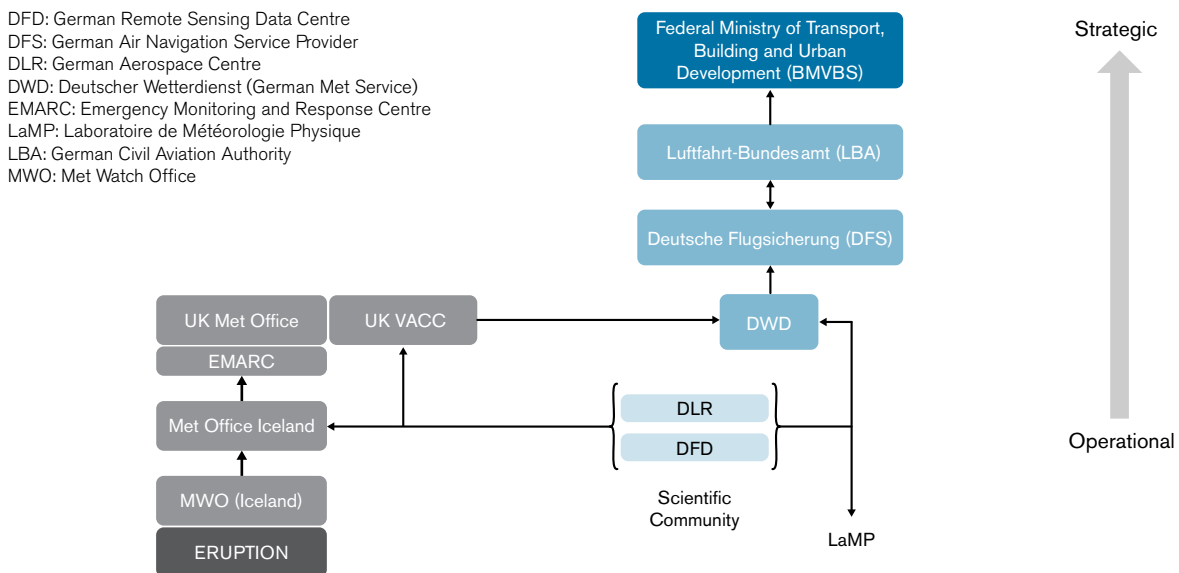 DFD: German Remote Sensing Data Centre
DFS: German Air Navigation Service Provider
DLR: German Aerospace Centre
DWD: Deutscher Wetterdienst (German Met Service)
EMARC: Emergency Monitoring and Response Centre
LaMP: Laboratoire de Météorologie Physique
LBA: German Civil Aviation Authority
MWO: Met Watch Office
Federal Ministry of Transport,
Building and Urban
Development (BMVBS)
Strategic
Luftfahrt-Bundesamt (LBA)
Deutsche Flugsicherung (DFS)
UK Met Office
UK VACC
DWD
EMARC
DLR
Met Office Iceland
DFD
Operational
MWO (Iceland)
Scientific
Community
LaMP
ERUPTION